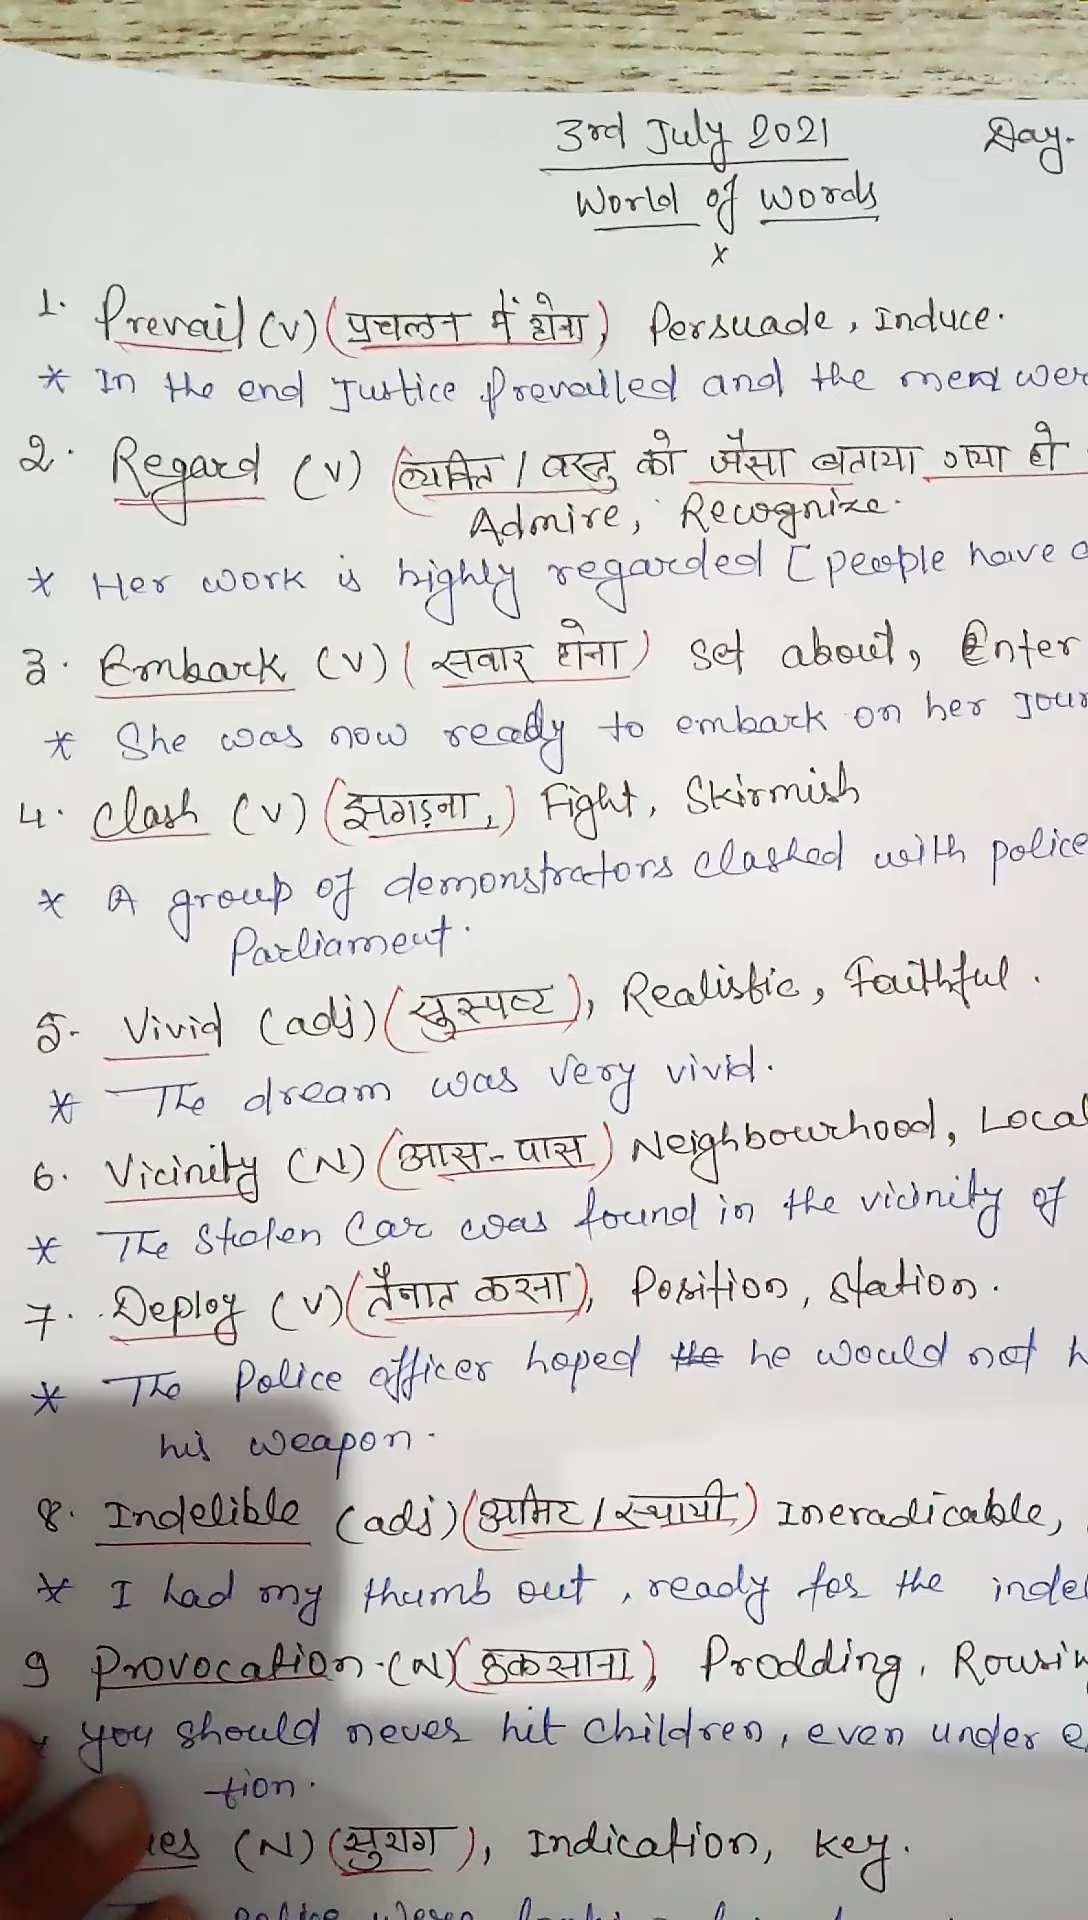 3rd July 2021 Day.
World of words
x
1. Prevail (v) (प्रचलन में होना) Persuade, Induce.
* In the end Justice prevailed and the men wer
2. Regard (v) (व्यक्ति / वस्तु को जैसा बताया गया हो
Admire, Recognize.
* Her work is highly regarded [people have a
3. Embark (v) (सवार होना) Set about, Enter
* She was now ready to embark on her Jour
4. Clash (v) (झगड़ना,) Fight, Skirmish
* A group of demonstrators clashed with police
Parliament.
5. Vivid (adj) (सुस्पष्ट), Realistic, Faithful.
* The dream was very vivid.
6. Vicinity (N) (आस-पास) Neighbourhood, Local
* The Stolen Car was found in the vicinity of
7. Deploy (v) (तैनात करना), Position, Station.
* The Police officer hoped the he would not h
his weapon.
8. Indelible (adj) (अमिट / स्थायी) Ineradicable,
* I had my thumb out, ready for the inde
9 Provocation (N) (उकसाना), Prodding, Rousin
* you should never hit children, even under e
tion.
ues (N) (सुराग), Indication, key.
police were